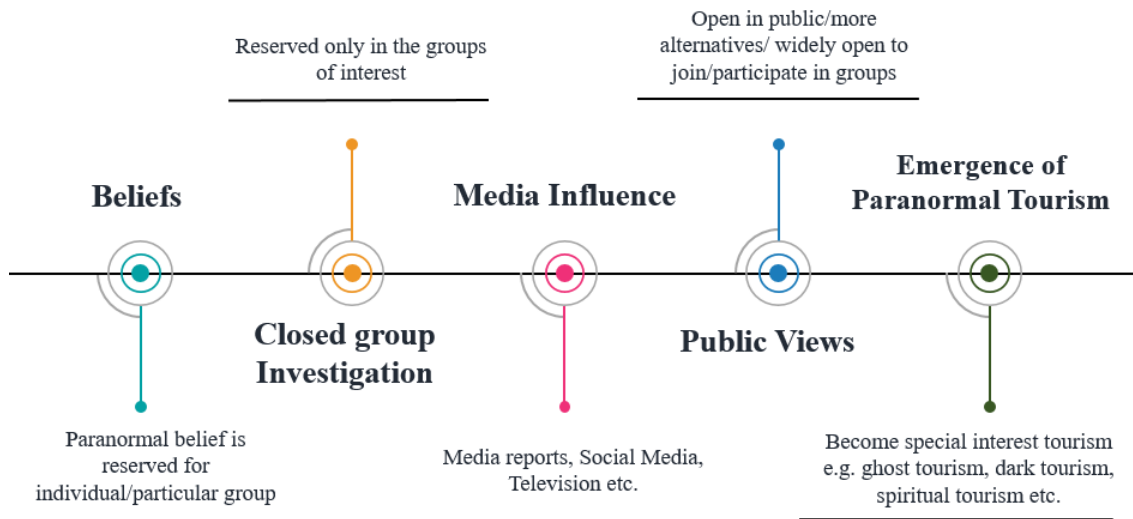 Beliefs
Paranormal belief is
reserved for
individual/particular group
Reserved only in the groups
of interest
Closed group
Investigation
Media Influence
Media reports, Social Media,
Television etc.
Open in public/more
alternatives/ widely open to
join/participate in groups
Public Views
Emergence of
Paranormal Tourism
Become special interest tourism
e.g. ghost tourism, dark tourism,
spiritual tourism etc.